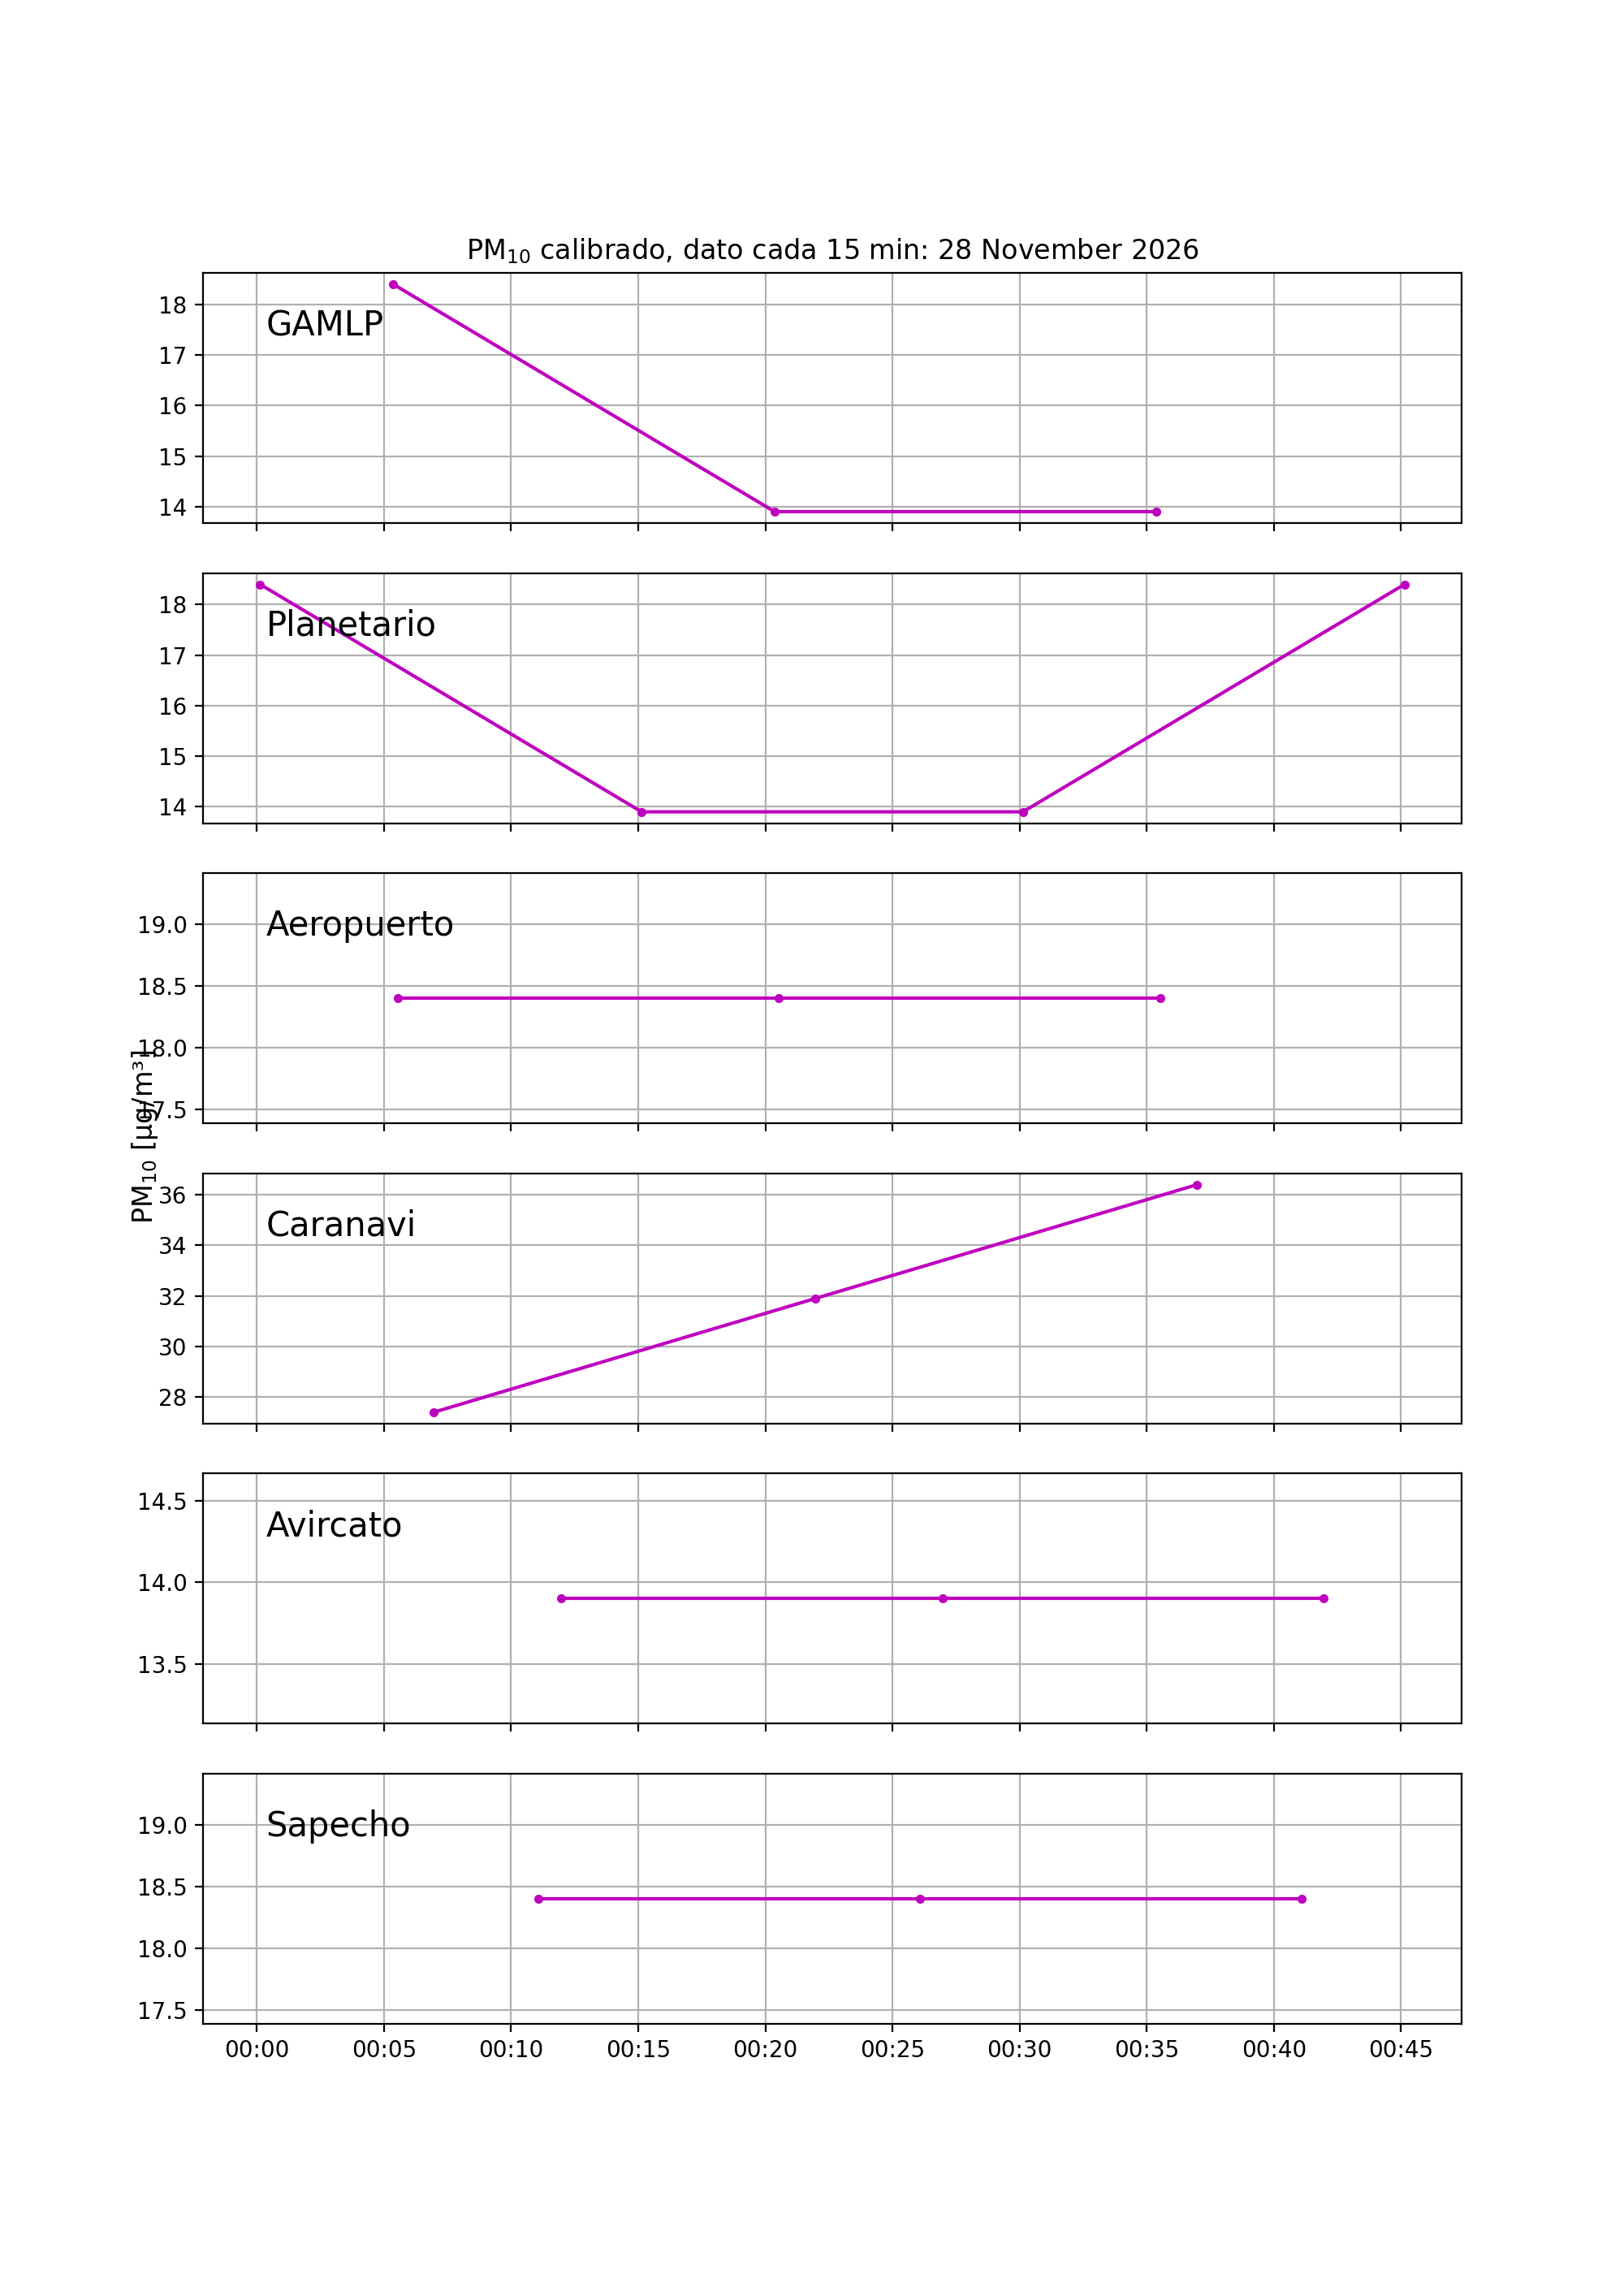 PM₁₀ calibrado, dato cada 15 min: 28 November 2026
18
GAMLP
17
16
15
14
18
Planetario
17
16
15
14
19.0
Aeropuerto
18.5
18.0
17.5
PM₁₀ [µg/m³]
36
Caranavi
34
32
30
28
14.5
Avircato
14.0
13.5
19.0
Sapecho
18.5
18.0
17.5
00:00 00:05 00:10 00:15 00:20 00:25 00:30 00:35 00:40 00:45